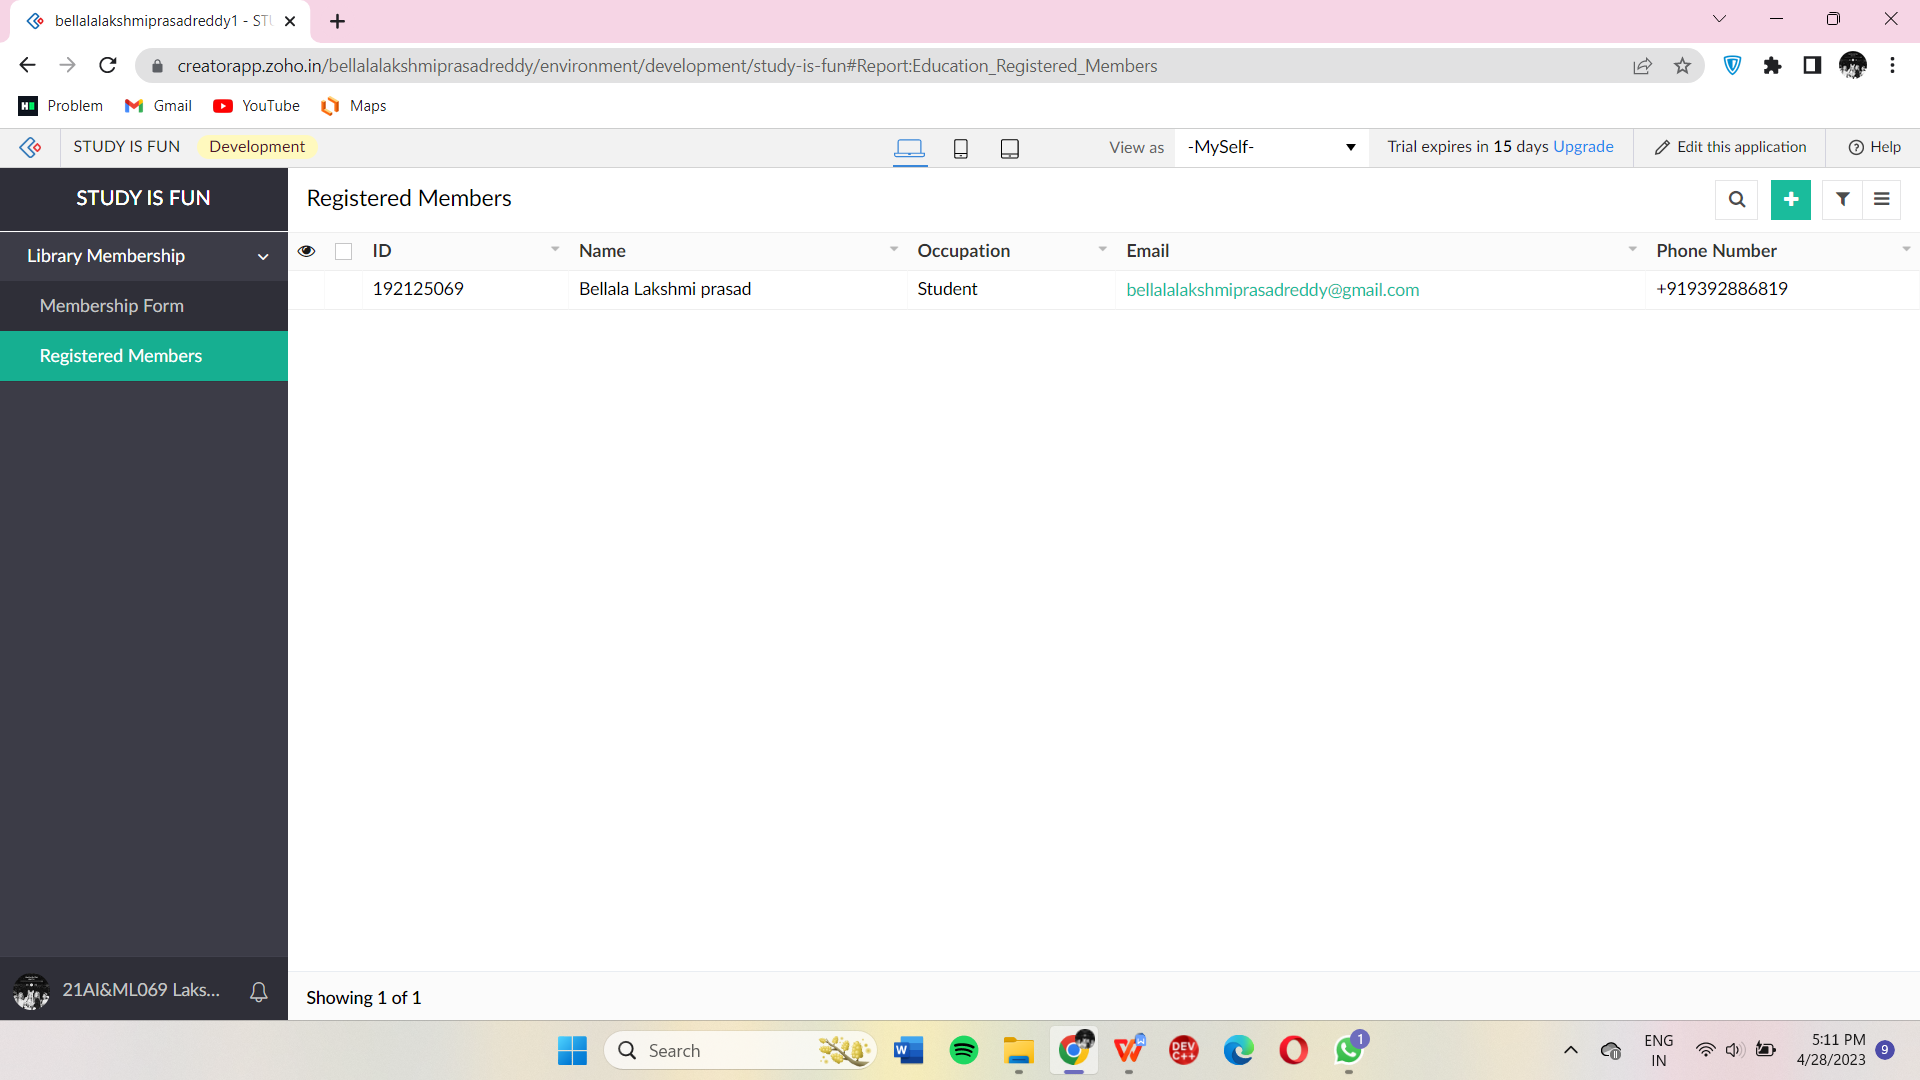 bellalalakshmiprasadreddy1 - STU
creatorapp.zoho.in/bellalalakshmiprasadreddy/environment/development/study-is-fun#Report:Education_Registered_Members
Problem Gmail YouTube Maps
STUDY IS FUN Development View as -MySelf- Trial expires in 15 days Upgrade Edit this application Help
STUDY IS FUN
Registered Members
Library Membership
Membership Form
Registered Members
ID Name Occupation Email Phone Number
192125069 Bellala Lakshmi prasad Student bellalalakshmiprasadreddy@gmail.com +919392886819
21AI&ML069 Laks...
Showing 1 of 1
Search
W
DEV
C++
1
ENG
IN
5:11 PM
4/28/2023
9